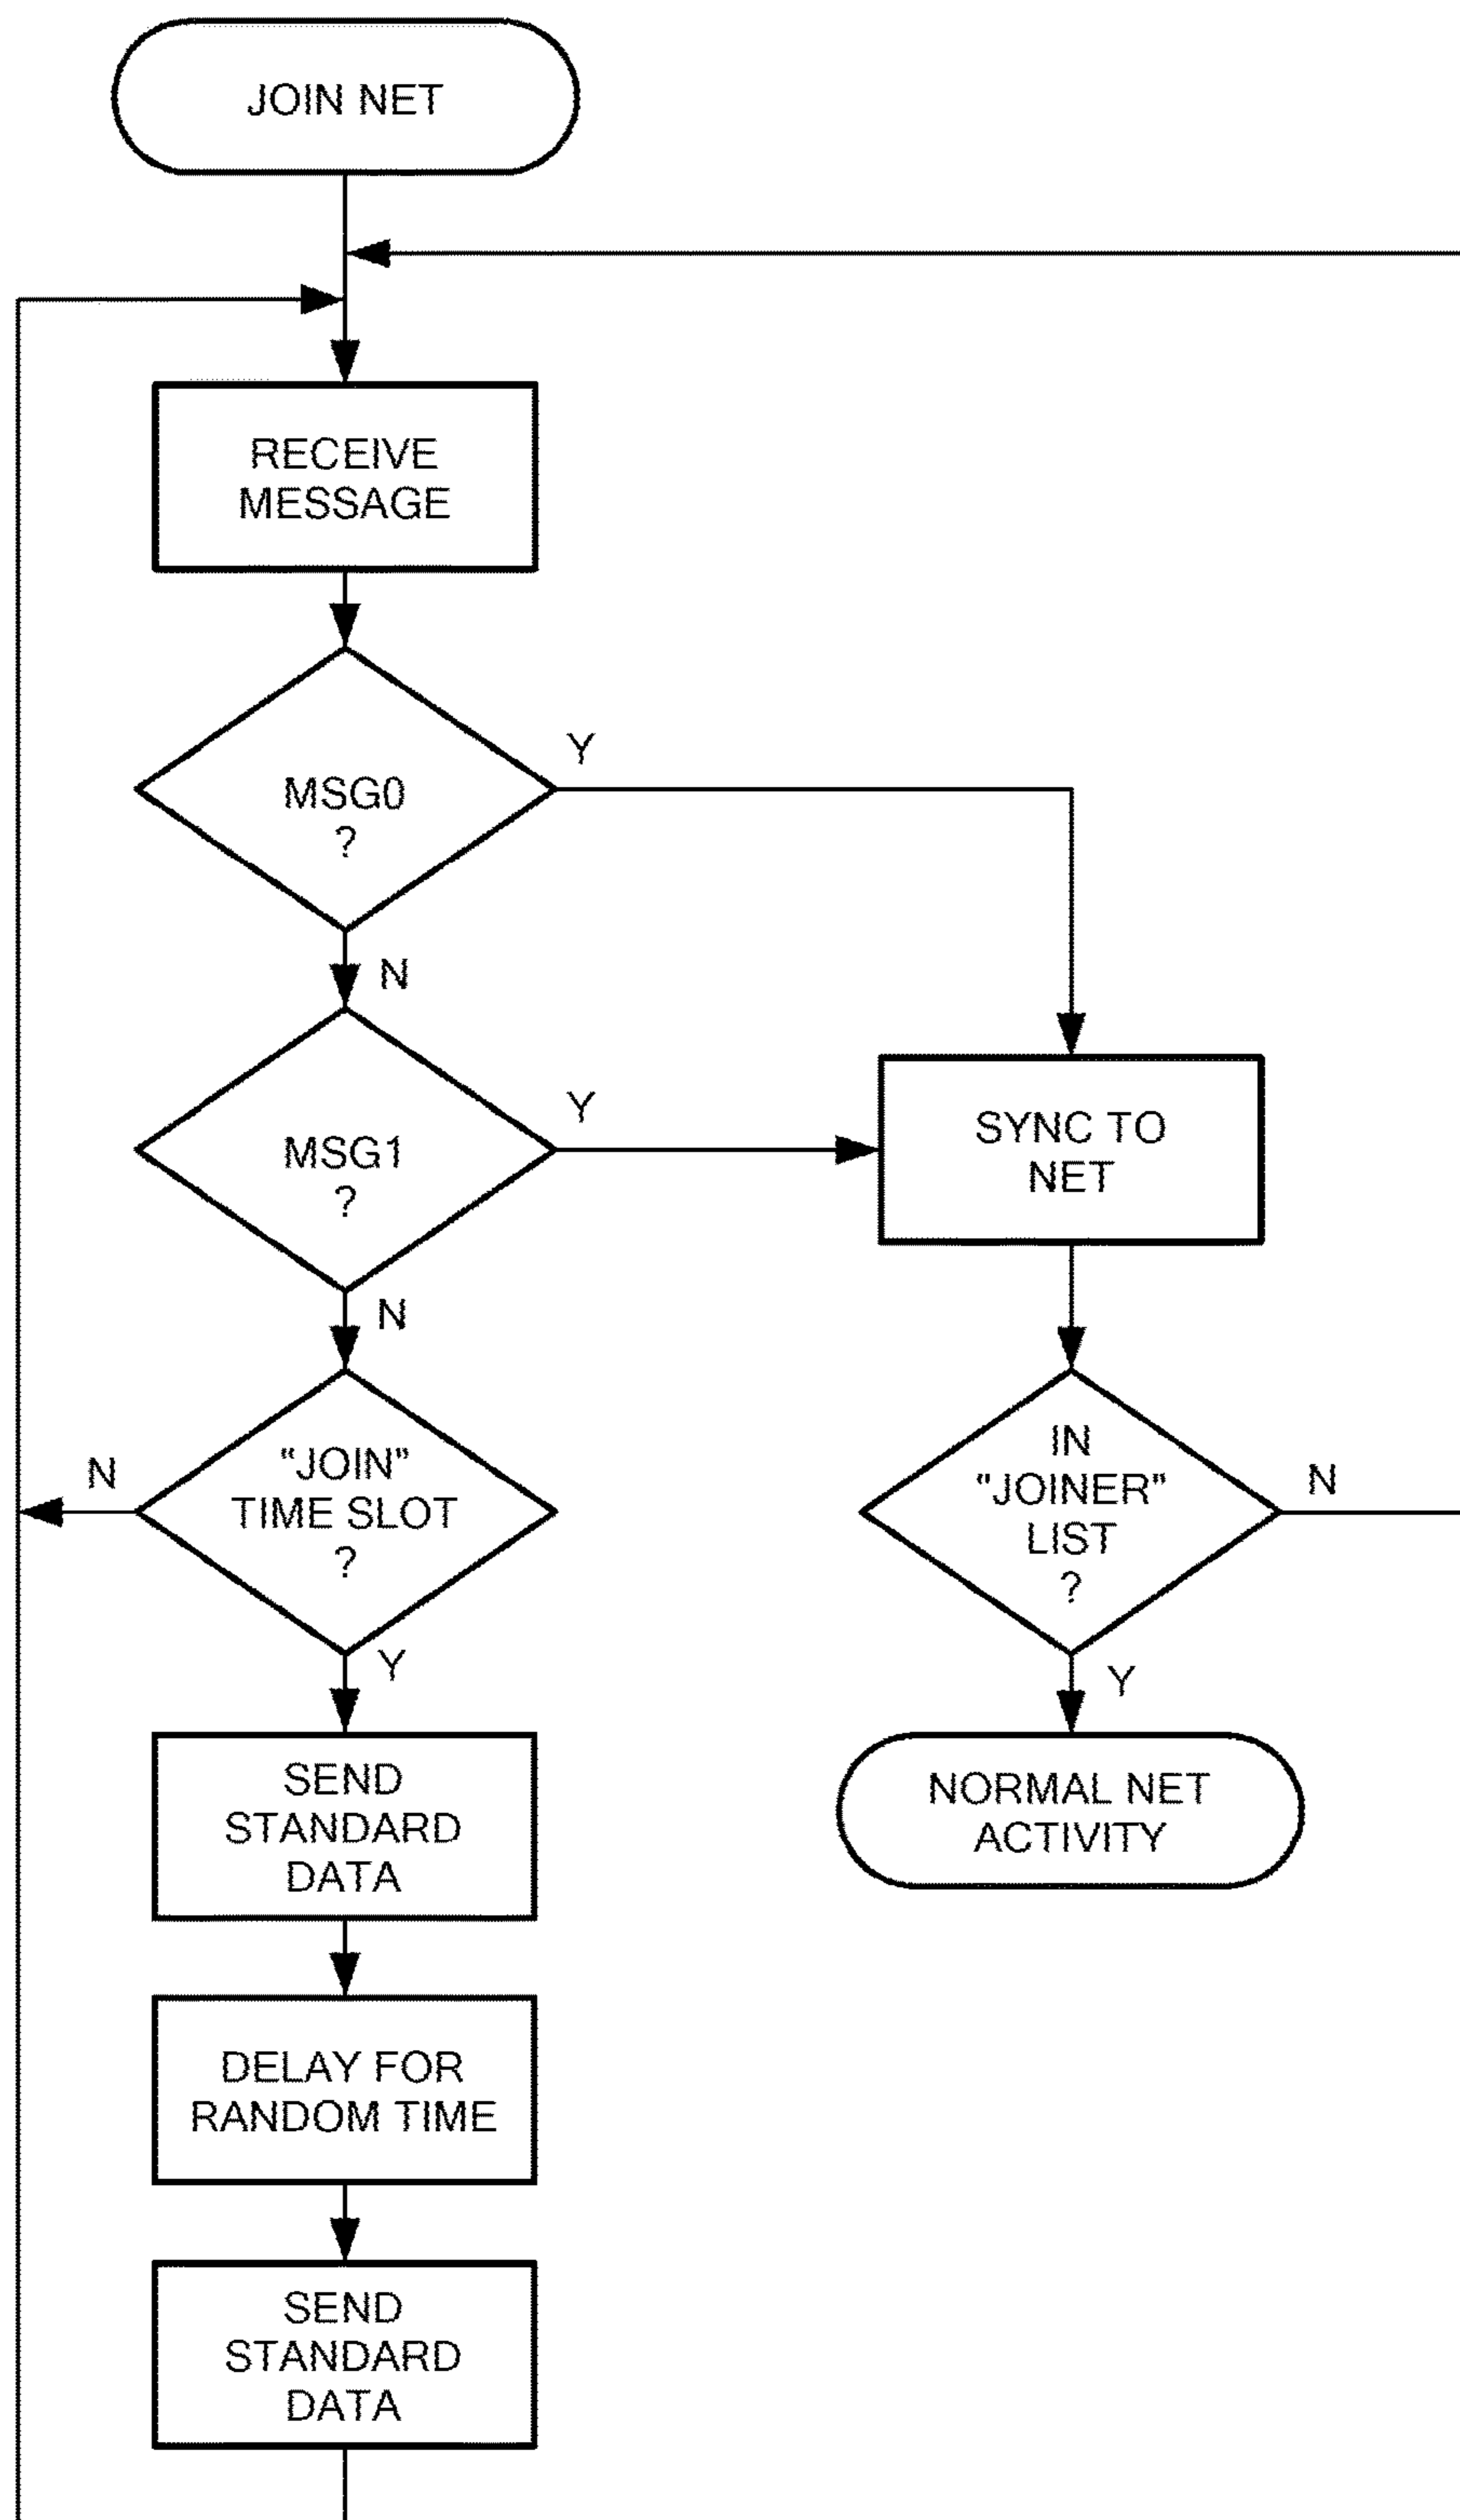 JOIN NET
RECEIVE
MESSAGE
Y
MSG0
?
N
Y
MSG1
?
SYNC TO
NET
N
N
"JOIN"
TIME SLOT
?
IN
"JOINER"
LIST
?
N
Y
Y
SEND
STANDARD
DATA
NORMAL NET
ACTIVITY
DELAY FOR
RANDOM TIME
SEND
STANDARD
DATA